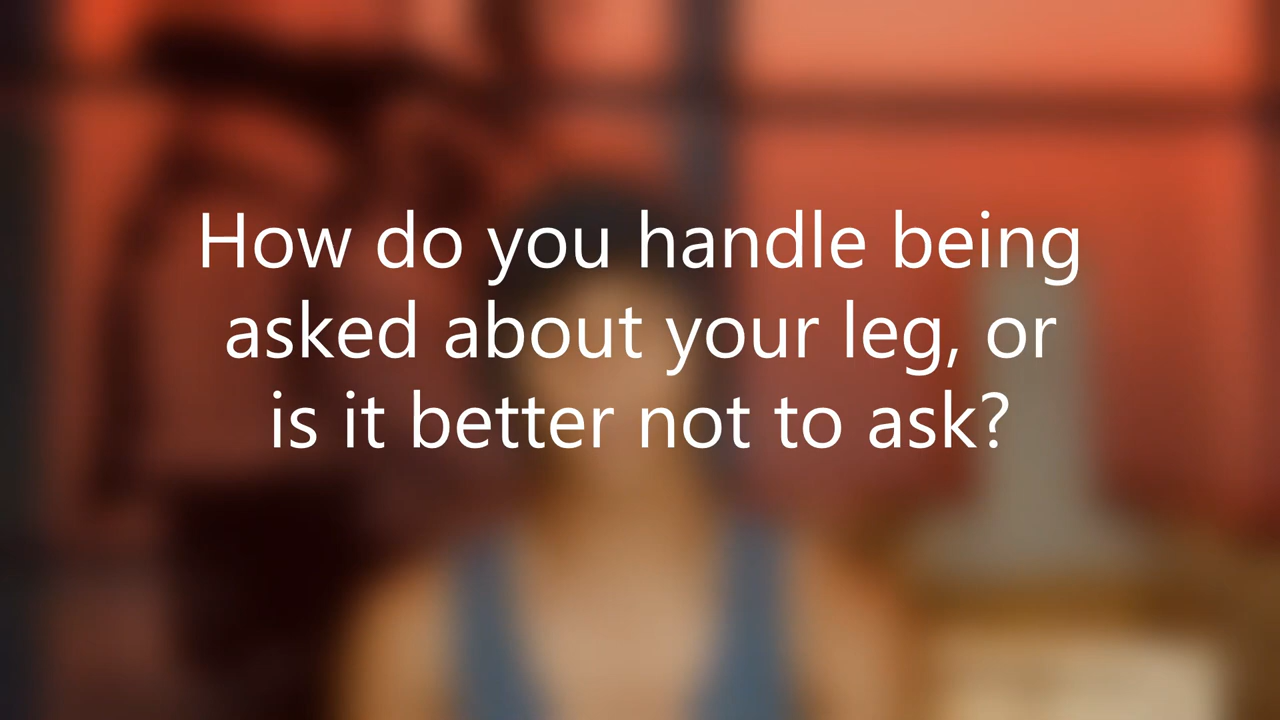 How do you handle being
asked about your leg, or
is it better not to ask?